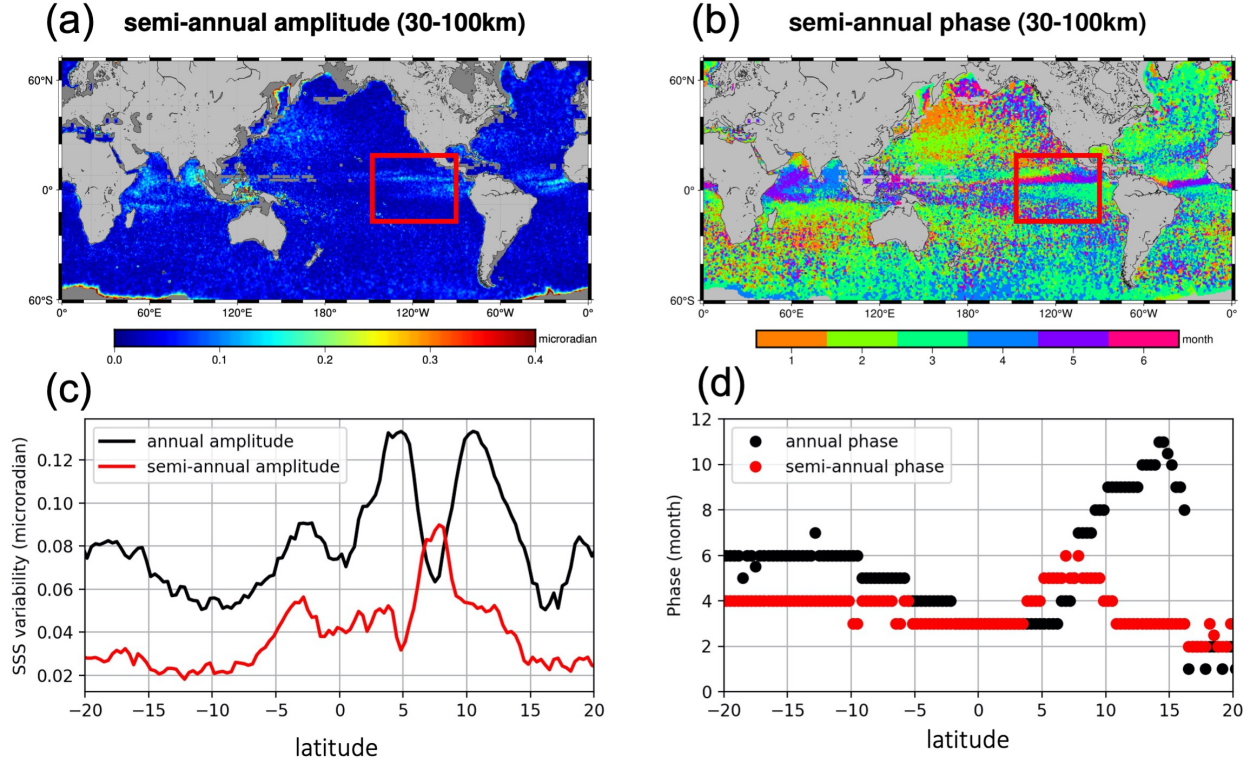 (a) semi-annual amplitude (30-100km)
60°N
0°
60°S
0° 60°E 120°E 180° 120°W 60°W 0°
microradian
0.0 0.1 0.2 0.3 0.4
(b) semi-annual phase (30-100km)
60°N
0°
60°S
0° 60°E 120°E 180° 120°W 60°W 0°
month
1 2 3 4 5 6
(c)
SSS variability (microradian)
0.12
0.10
0.08
0.06
0.04
0.02
annual amplitude
semi-annual amplitude
−20 −15 −10 −5 0 5 10 15 20
latitude
(d)
Phase (month)
12
10
8
6
4
2
0
annual phase
semi-annual phase
−20 −15 −10 −5 0 5 10 15 20
latitude